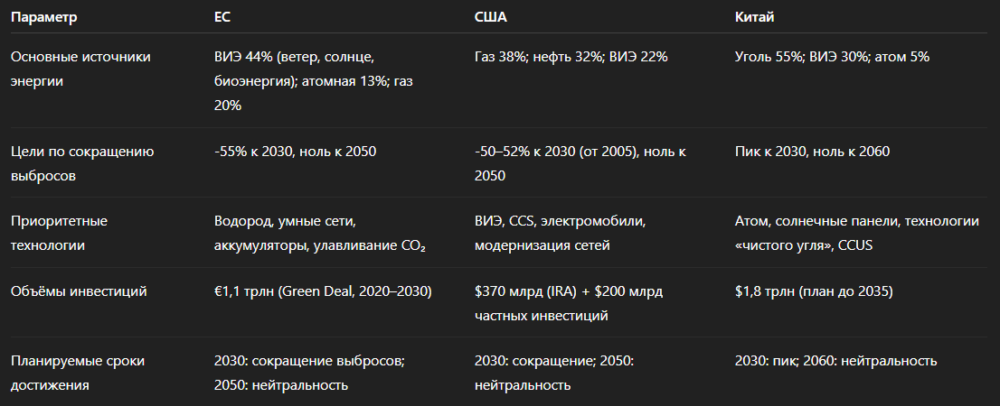 Параметр ЕС США Китай
Основные источники ВИЭ 44% (ветер, солнце, Газ 38%; нефть 32%; ВИЭ 22% Уголь 55%; ВИЭ 30%; атом 5%
энергии биоэнергия); атомная 13%; газ
20%
Цели по сокращению -55% к 2030, ноль к 2050 -50–52% к 2030 (от 2005), ноль к Пик к 2030, ноль к 2060
выбросов 2050
Приоритетные Водород, умные сети, ВИЭ, CCS, электромобили, Атом, солнечные панели, технологии
технологии аккумуляторы, улавливание CO₂ модернизация сетей «чистого угля», CCUS
Объёмы инвестиций €1,1 трлн (Green Deal, 2020–2030) $370 млрд (IRA) + $200 млрд $1,8 трлн (план до 2035)
частных инвестиций
Планируемые сроки 2030: сокращение выбросов; 2030: сокращение; 2050: 2030: пик; 2060: нейтральность
достижения 2050: нейтральность нейтральность